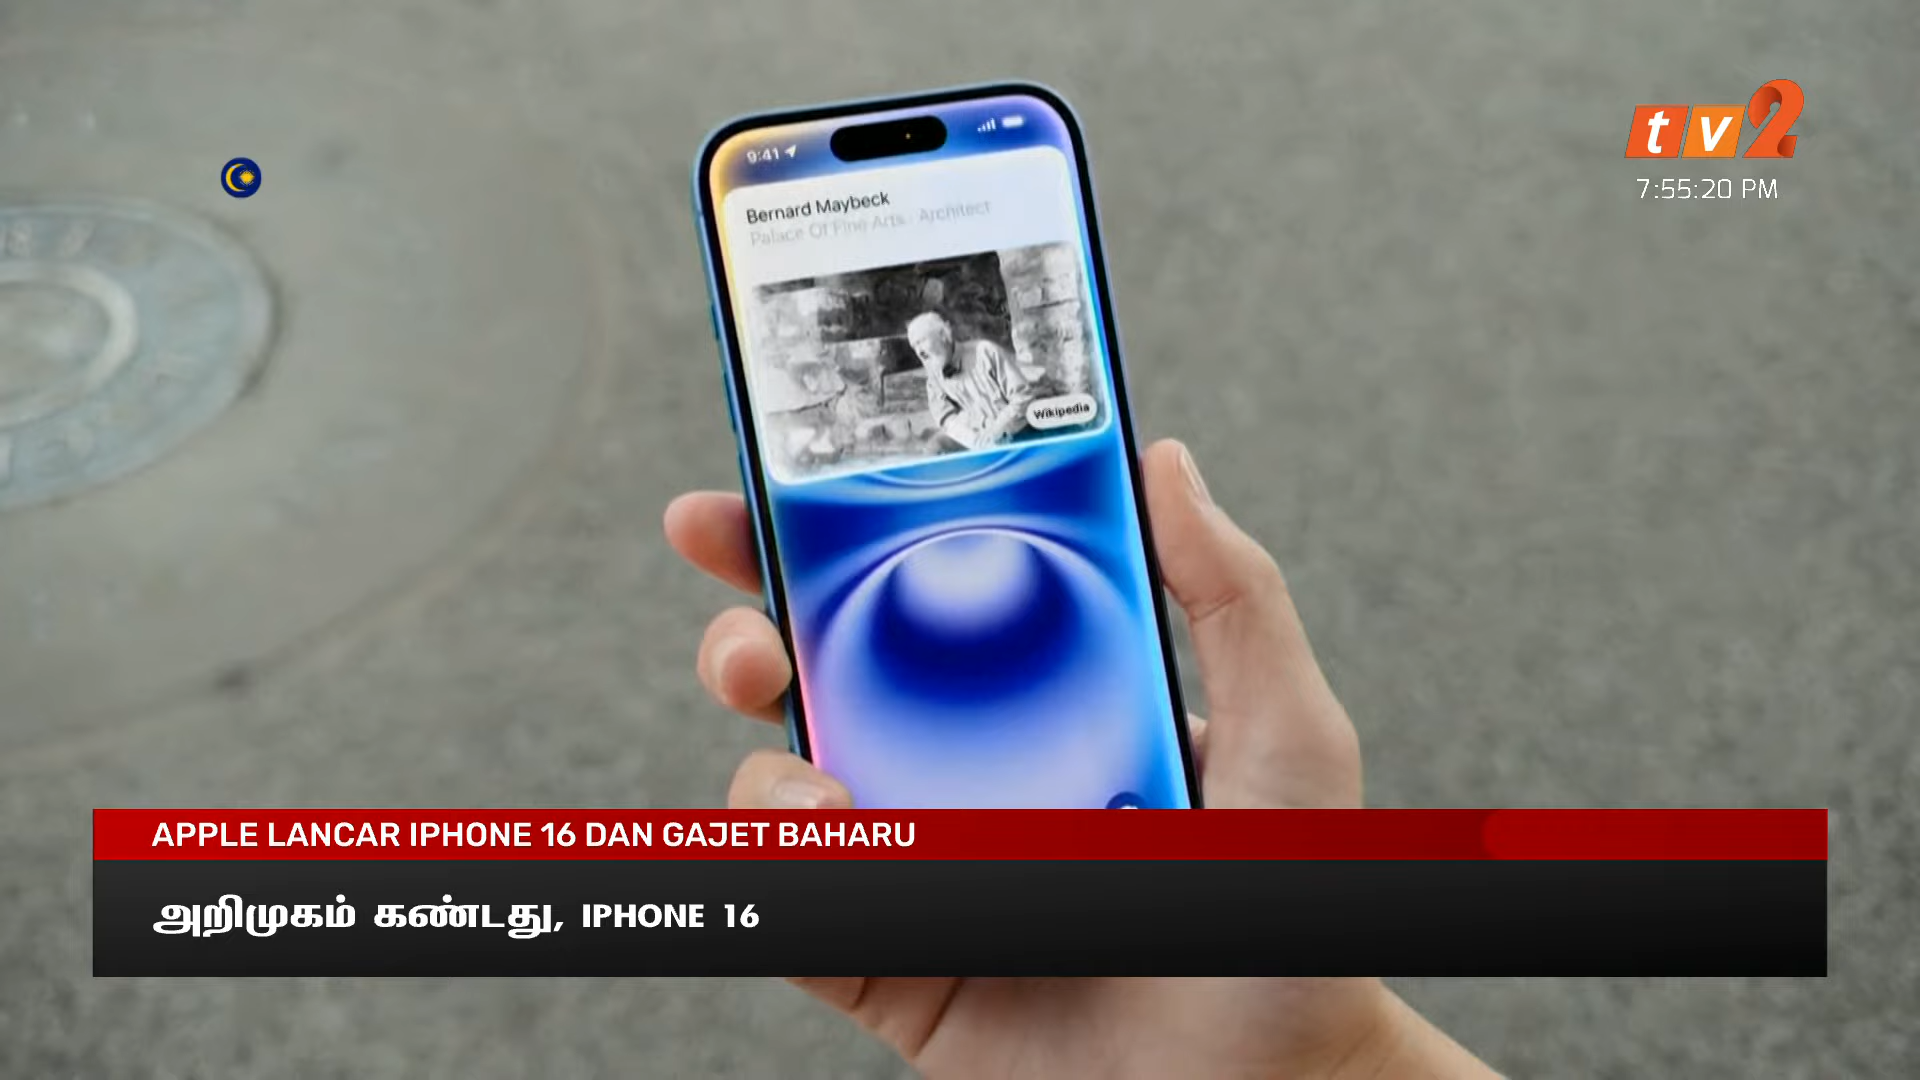 tv2
7:55:20 PM
9:41
Bernard Maybeck
Palace Of Fine Arts · Architect
Wikipedia
APPLE LANCAR IPHONE 16 DAN GAJET BAHARU
அறிமுகம் கண்டது, IPHONE 16